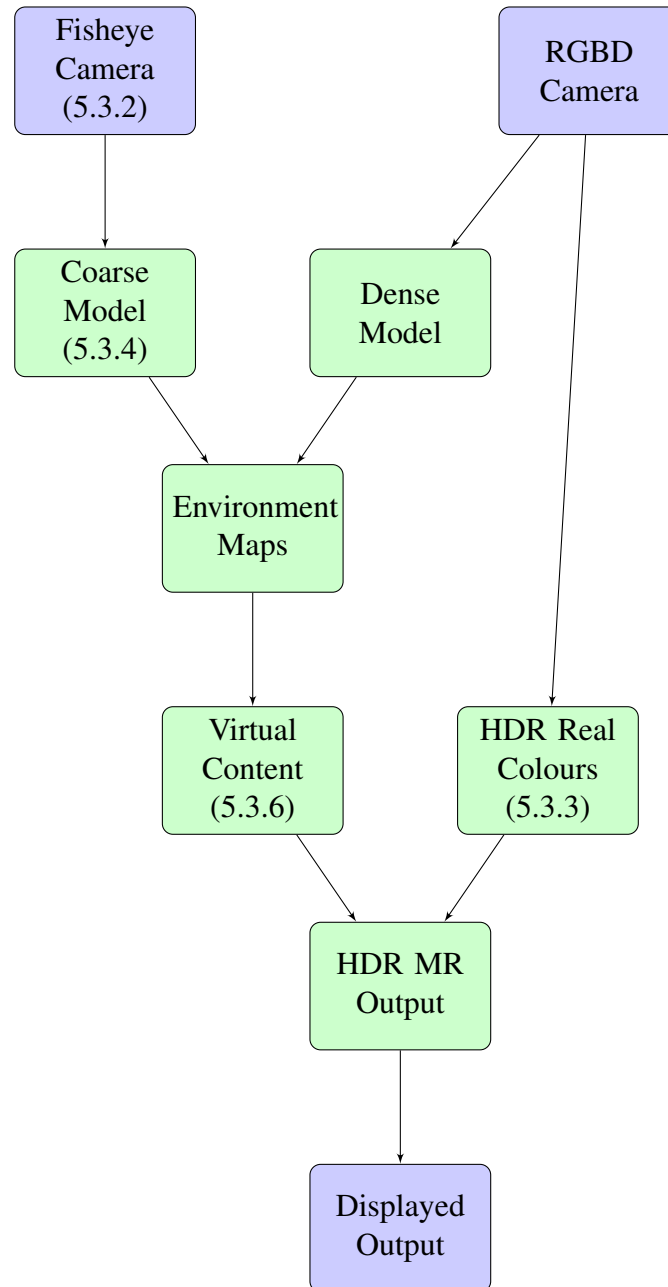 Fisheye
Camera
(5.3.2)
RGBD
Camera
Coarse
Model
(5.3.4)
Dense
Model
Environment
Maps
Virtual
Content
(5.3.6)
HDR Real
Colours
(5.3.3)
HDR MR
Output
Displayed
Output